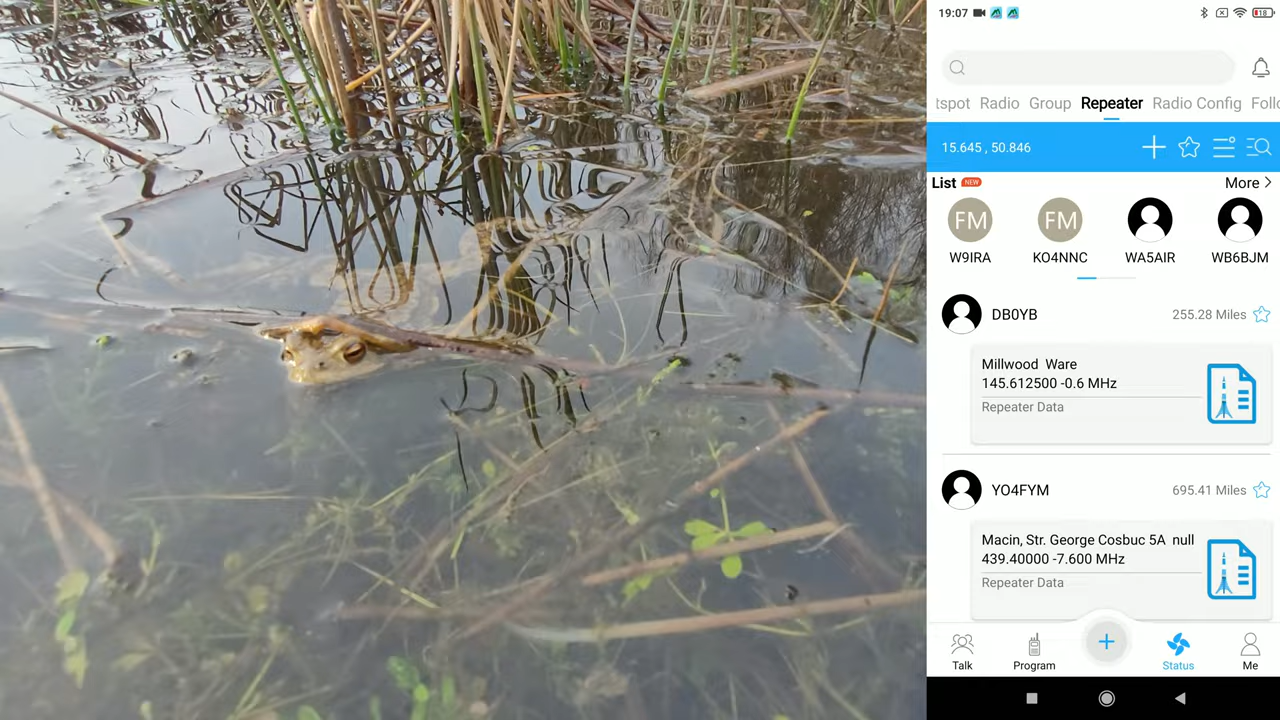 19:07
18
tspot Radio Group Repeater Radio Config Foll
15.645 , 50.846
List NEW More
FM FM
W9IRA KO4NNC WA5AIR WB6BJM
DB0YB 255.28 Miles
Millwood Ware
145.612500 -0.6 MHz
Repeater Data
YO4FYM 695.41 Miles
Macin, Str. George Cosbuc 5A null
439.40000 -7.600 MHz
Repeater Data
Talk Program Status Me